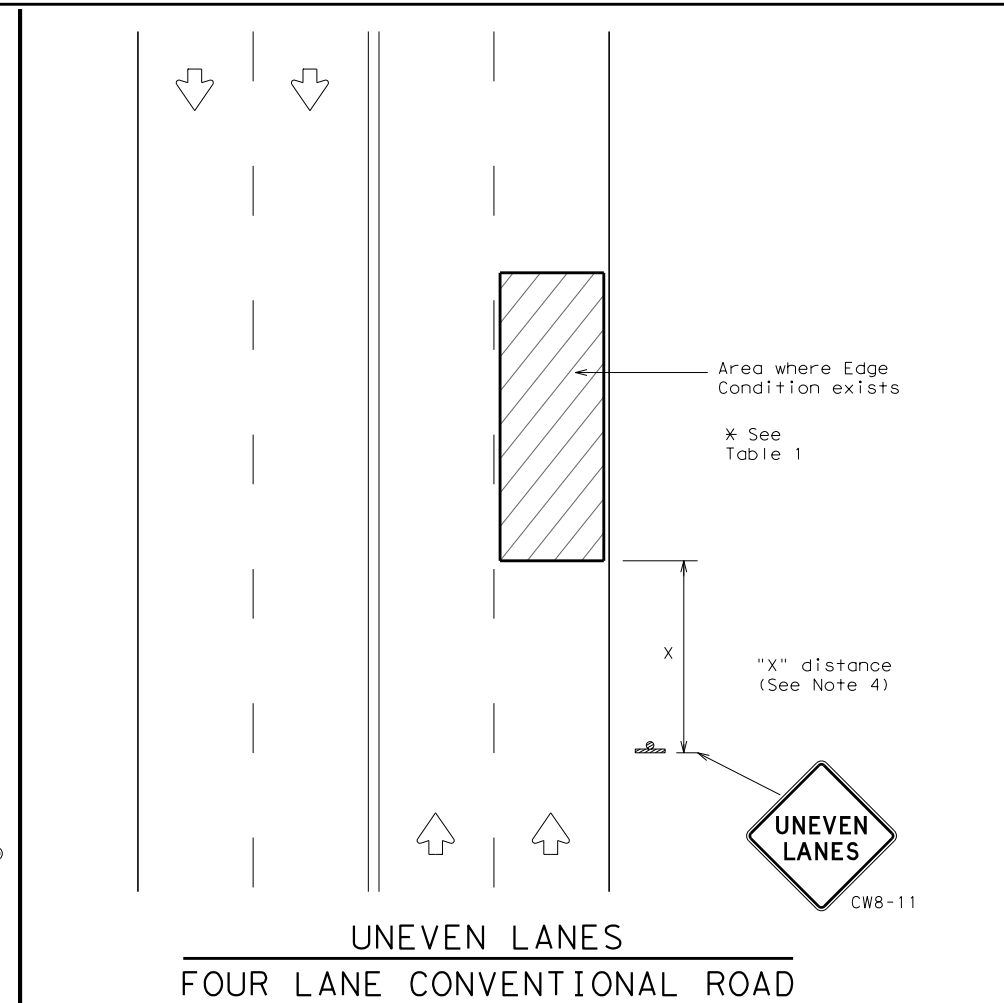 Area where Edge
Condition exists
* See
Table 1
X
"X" distance
(See Note 4)
UNEVEN
LANES
CW8-11
UNEVEN LANES
FOUR LANE CONVENTIONAL ROAD